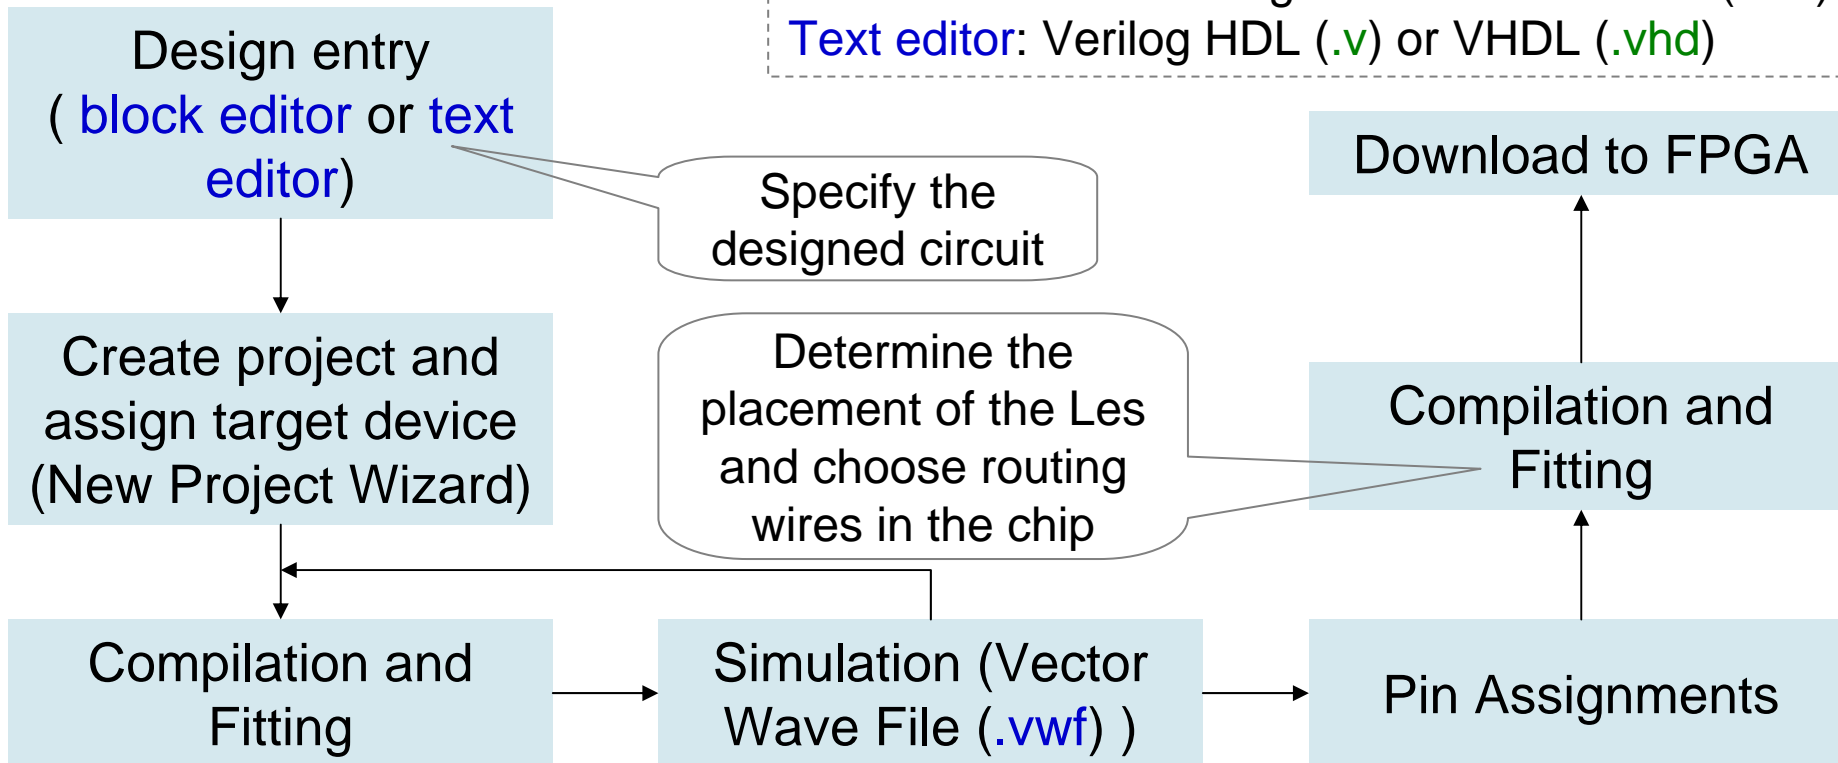 Text editor: Verilog HDL (.v) or VHDL (.vhd)
Design entry
( block editor or text
editor)
Specify the
designed circuit
Download to FPGA
Create project and
assign target device
(New Project Wizard)
Determine the
placement of the Les
and choose routing
wires in the chip
Compilation and
Fitting
Compilation and
Fitting
Simulation (Vector
Wave File (.vwf) )
Pin Assignments